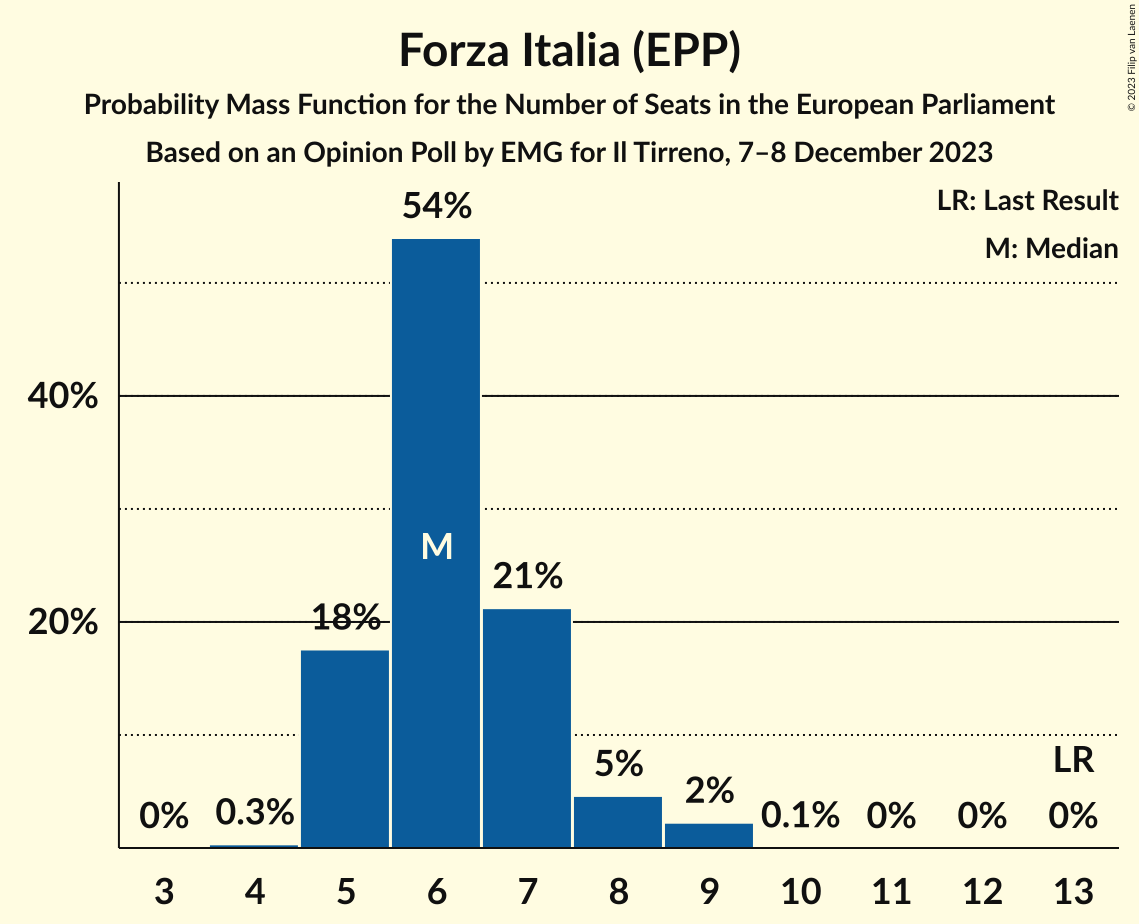 Forza Italia (EPP)
Probability Mass Function for the Number of Seats in the European Parliament
Based on an Opinion Poll by EMG for Il Tirreno, 7–8 December 2023
© 2023 Filip van Laenen
LR: Last Result
M: Median
54%
40%
M
21%
20%
18%
LR
5%
2%
0%
0.3%
0.1%
0%
0%
0%
3 4 5 6 7 8 9 10 11 12 13